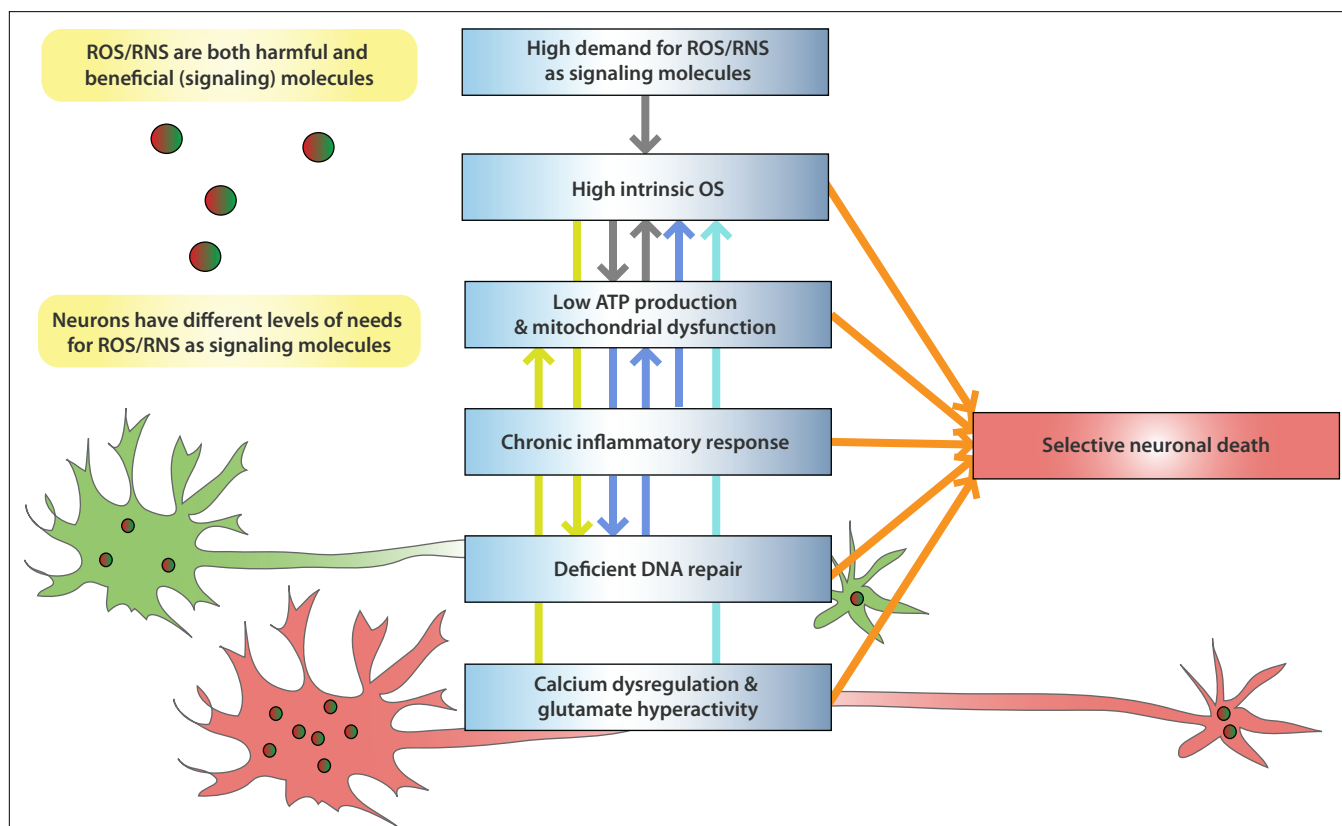 ROS/RNS are both harmful and
beneficial (signaling) molecules
High demand for ROS/RNS
as signaling molecules
High intrinsic OS
Low ATP production
& mitochondrial dysfunction
Neurons have different levels of needs
for ROS/RNS as signaling molecules
Chronic inflammatory response
Selective neuronal death
Deficient DNA repair
Calcium dysregulation &
glutamate hyperactivity